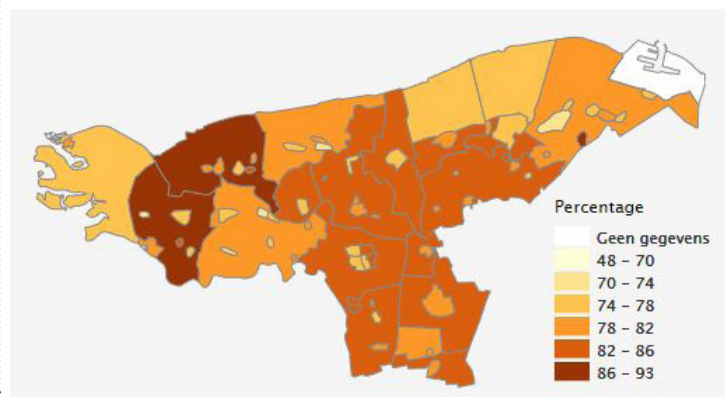 Percentage
Geen gegevens
48 – 70
70 – 74
74 – 78
78 – 82
82 – 86
86 – 93